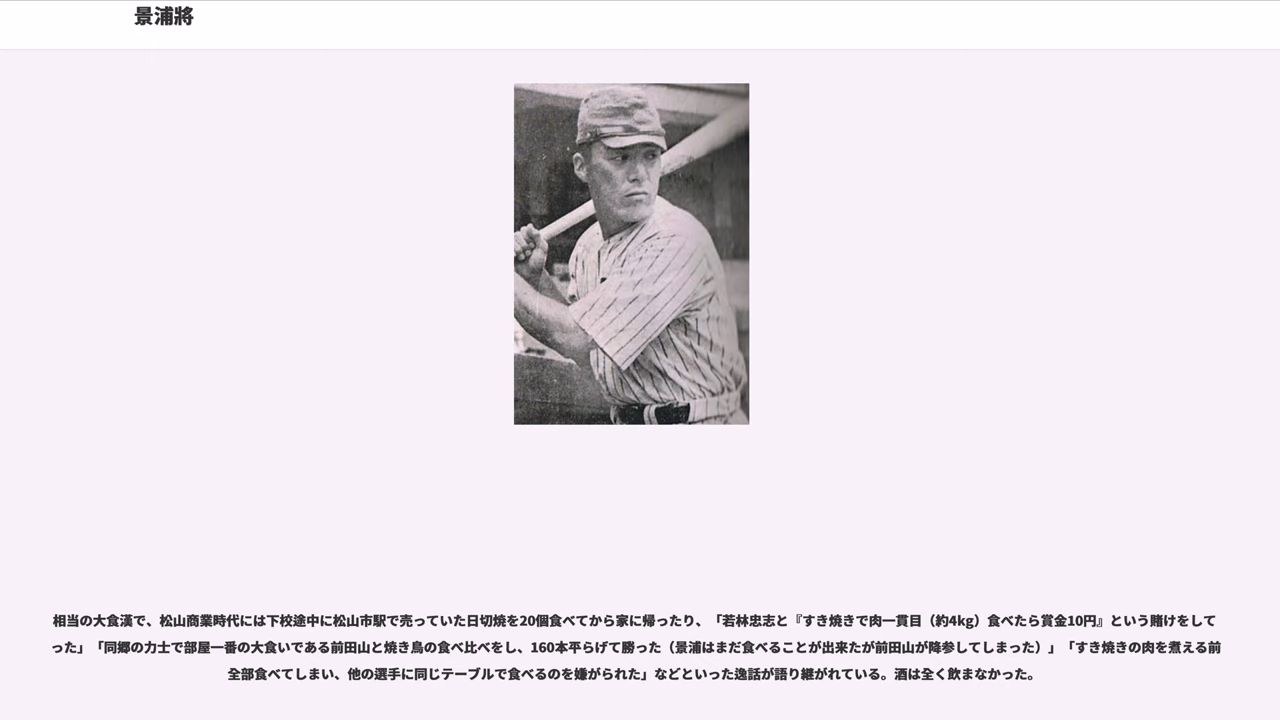 景浦將
相当の大食漢で、松山商業時代には下校途中に松山市駅で売っていた日切焼を20個食べてから家に帰ったり、「若林忠志と『すき焼きで肉一貫目（約4kg）食べたら賞金10円』という賭けをして
った」「同郷の力士で部屋一番の大食いである前田山と焼き鳥の食べ比べをし、160本平らげて勝った（景浦はまだ食べることが出来たが前田山が降参してしまった）」「すき焼きの肉を煮える前
全部食べてしまい、他の選手に同じテーブルで食べるのを嫌がられた」などといった逸話が語り継がれている。酒は全く飲まなかった。